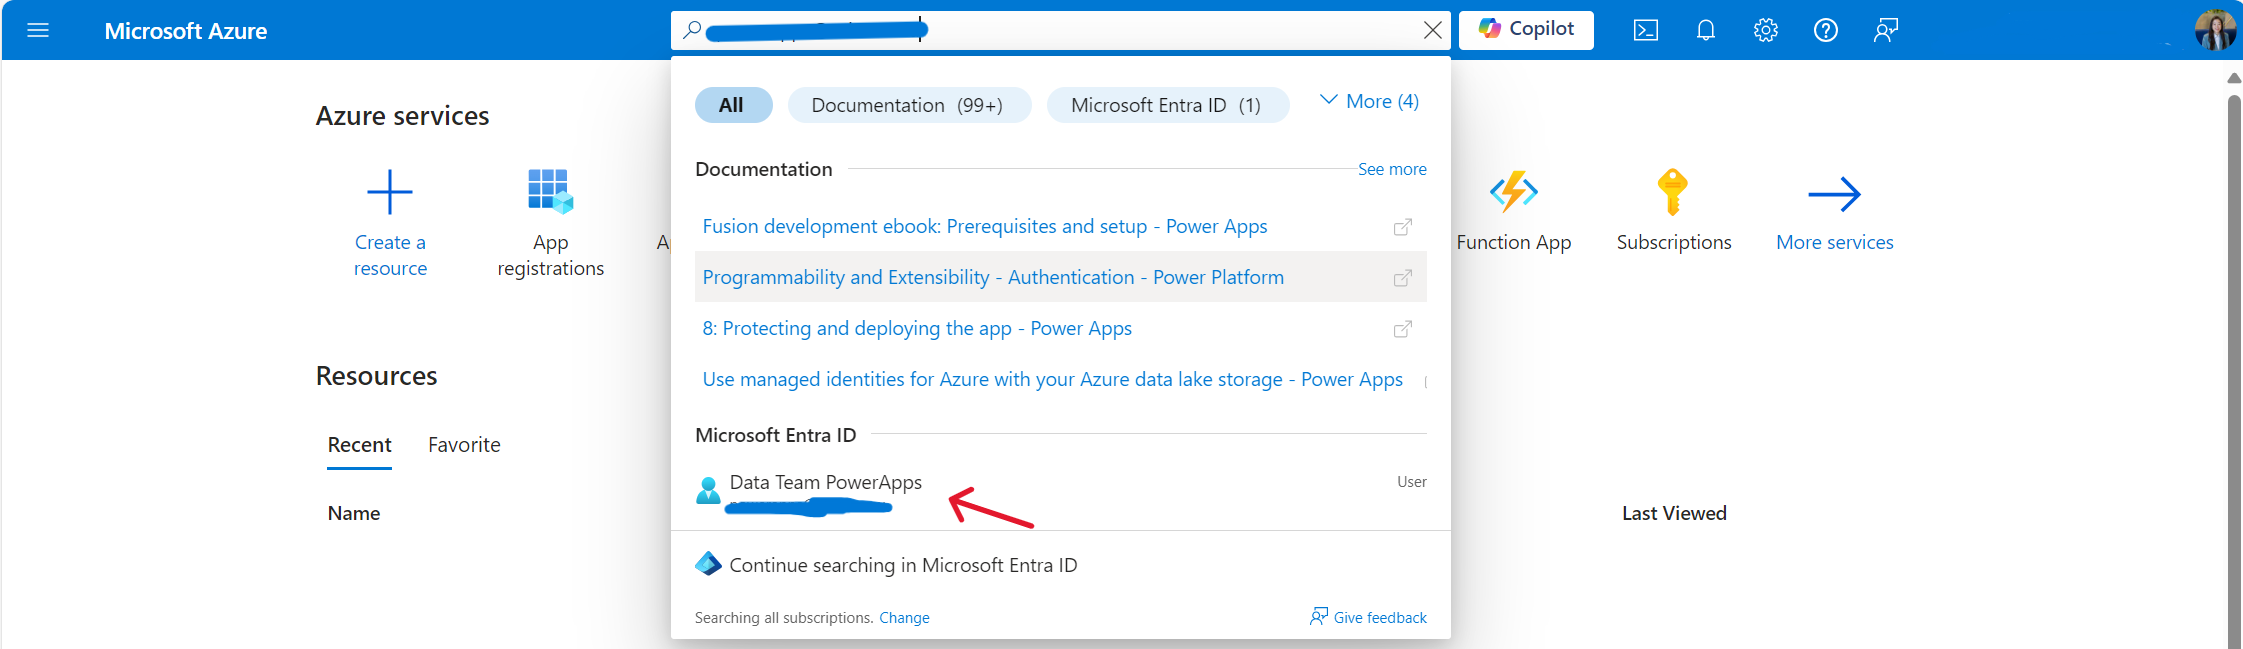 Microsoft Azure
Copilot
All
Documentation (99+)
Microsoft Entra ID (1)
More (4)
Azure services
Documentation
See more
Create a
resource
App
registrations
Fusion development ebook: Prerequisites and setup - Power Apps
Programmability and Extensibility - Authentication - Power Platform
8: Protecting and deploying the app - Power Apps
Use managed identities for Azure with your Azure data lake storage - Power Apps
Function App
Subscriptions
More services
Resources
Recent
Favorite
Name
Last Viewed
Microsoft Entra ID
Data Team PowerApps
User
Continue searching in Microsoft Entra ID
Searching all subscriptions. Change
Give feedback